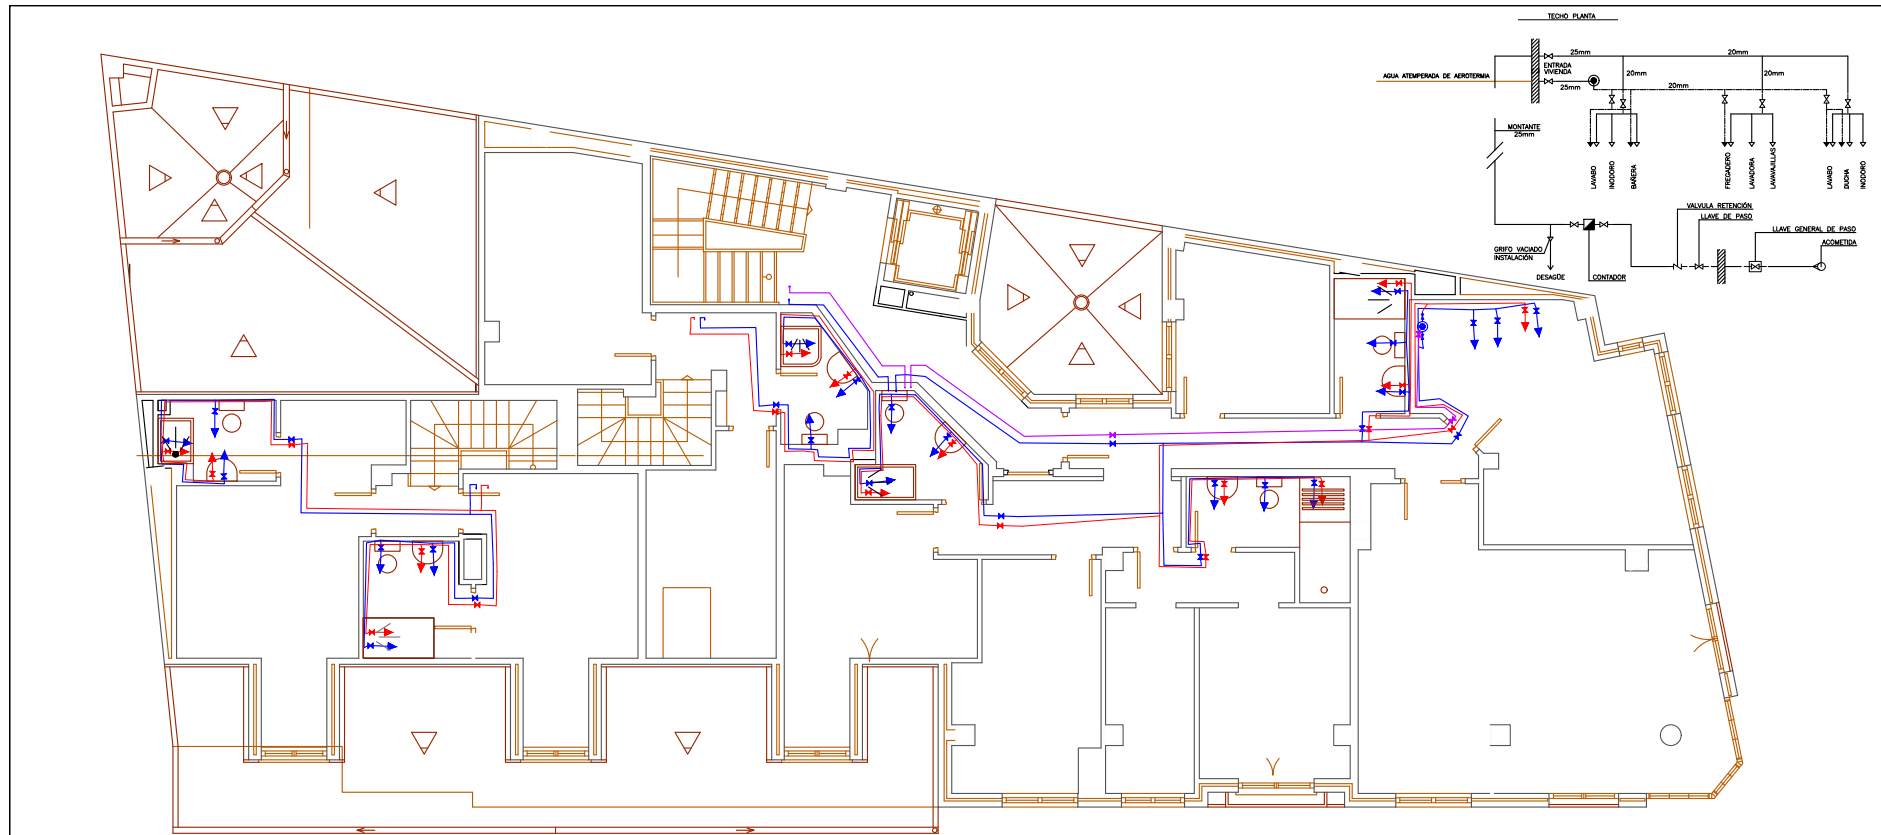 TECHO PLANTA
25mm
20mm
AGUA ATEMPERADA DE AEROTERMIA
ENTRADA
VIVIENDA
20mm
20mm
25mm
20mm
MONTANTE
25mm
LAVABO
INODORO
BAÑERA
FREGADERO
LAVADORA
LAVAVAJILLAS
LAVABO
DUCHA
INODORO
VALVULA RETENCIÓN
LLAVE DE PASO
LLAVE GENERAL DE PASO
ACOMETIDA
GRIFO VACIADO
INSTALACIÓN
DESAGÜE
CONTADOR